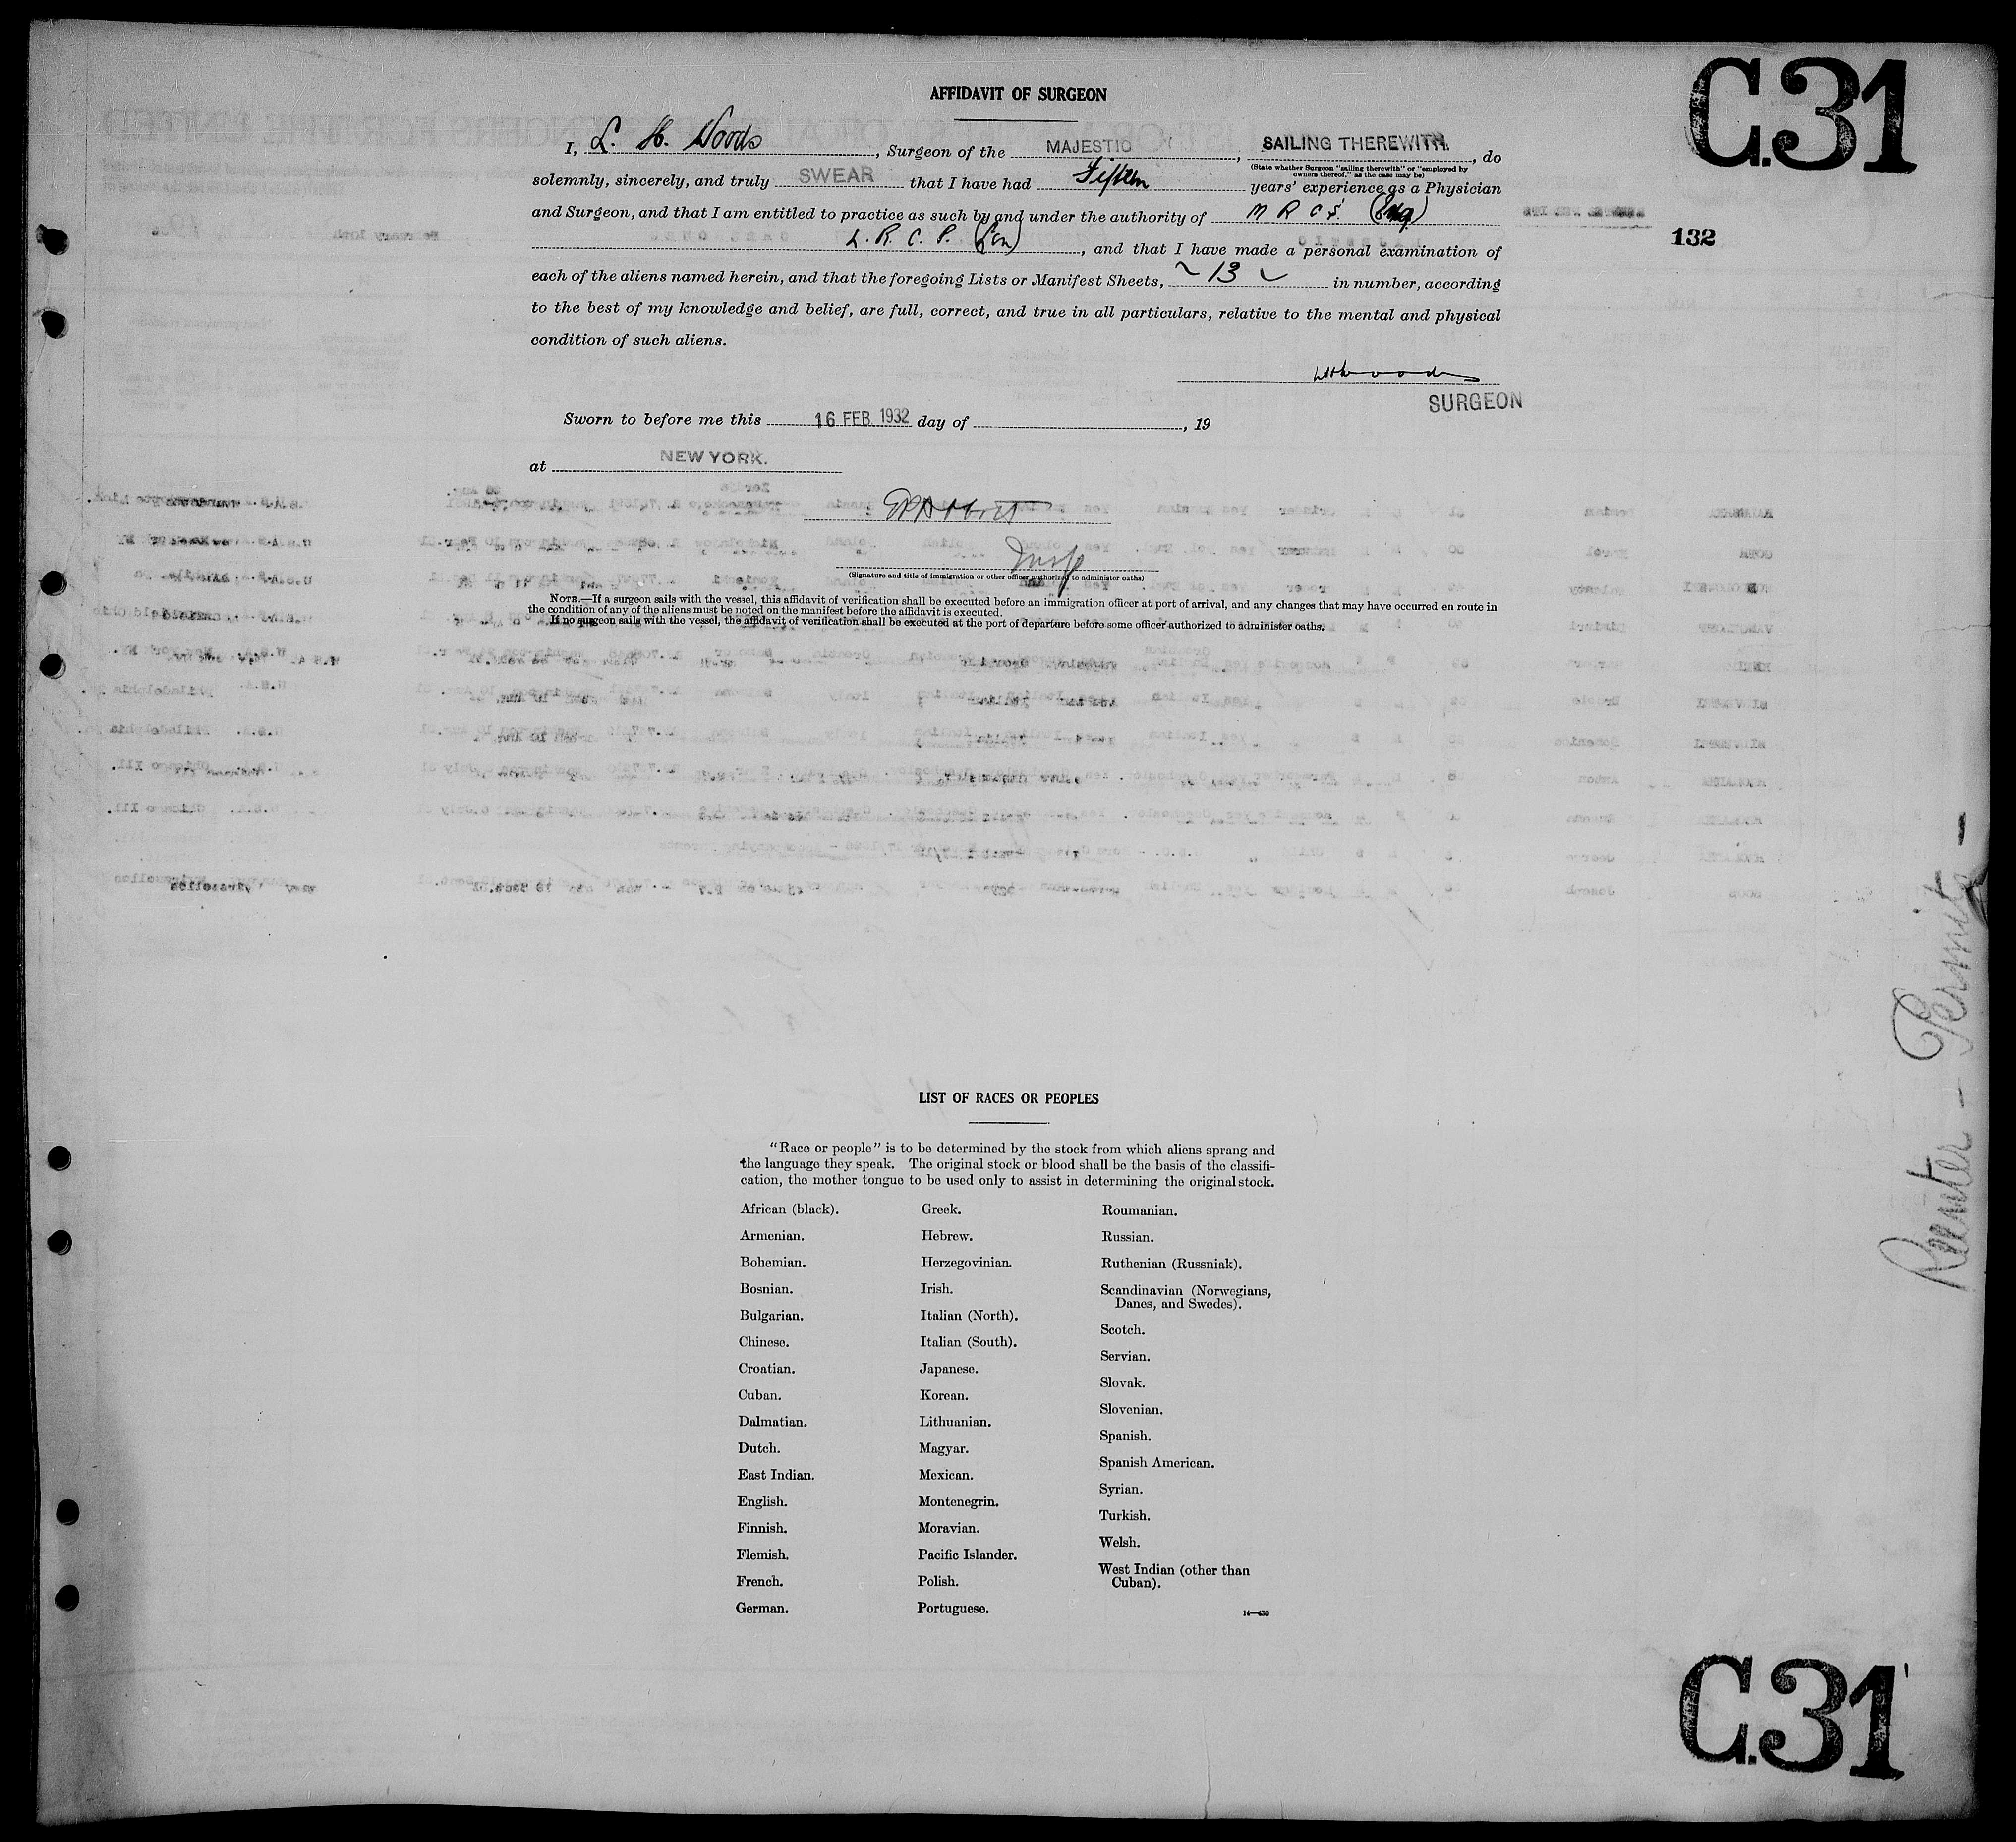 C.31
AFFIDAVIT OF SURGEON
I, L. H. Woods, Surgeon of the MAJESTIC, SAILING THEREWITH, do
(State whether Surgeon "sailing therewith" or "employed by
owners thereof," as the case may be)
solemnly, sincerely, and truly SWEAR that I have had Fifteen years' experience as a Physician
and Surgeon, and that I am entitled to practice as such by and under the authority of M R C S. (Eng)
L. R. C. P. (Lon), and that I have made a personal examination of
132
each of the aliens named herein, and that the foregoing Lists or Manifest Sheets, 13 in number, according
to the best of my knowledge and belief, are full, correct, and true in all particulars, relative to the mental and physical
condition of such aliens.
LHWoods
SURGEON
Sworn to before me this 16 FEB. 1932 day of , 19
at NEW YORK.
Insp
(Signature and title of immigration or other officer authorized to administer oaths)
NOTE.—If a surgeon sails with the vessel, this affidavit of verification shall be executed before an immigration officer at port of arrival, and any changes that may have occurred en route in
the condition of any of the aliens must be noted on the manifest before the affidavit is executed.
If no surgeon sails with the vessel, the affidavit of verification shall be executed at the port of departure before some officer authorized to administer oaths.
Permits
LIST OF RACES OR PEOPLES
"Race or people" is to be determined by the stock from which aliens sprang and
the language they speak. The original stock or blood shall be the basis of the classifi-
cation, the mother tongue to be used only to assist in determining the original stock.
African (black).
Armenian.
Bohemian.
Bosnian.
Bulgarian.
Chinese.
Croatian.
Cuban.
Dalmatian.
Dutch.
East Indian.
English.
Finnish.
Flemish.
French.
German.
Greek.
Hebrew.
Herzegovinian.
Irish.
Italian (North).
Italian (South).
Japanese.
Korean.
Lithuanian.
Magyar.
Mexican.
Montenegrin.
Moravian.
Pacific Islander.
Polish.
Portuguese.
Roumanian.
Russian.
Ruthenian (Russniak).
Scandinavian (Norwegians,
Danes, and Swedes).
Scotch.
Servian.
Slovak.
Slovenian.
Spanish.
Spanish American.
Syrian.
Turkish.
Welsh.
West Indian (other than
Cuban).
14—430
C.31